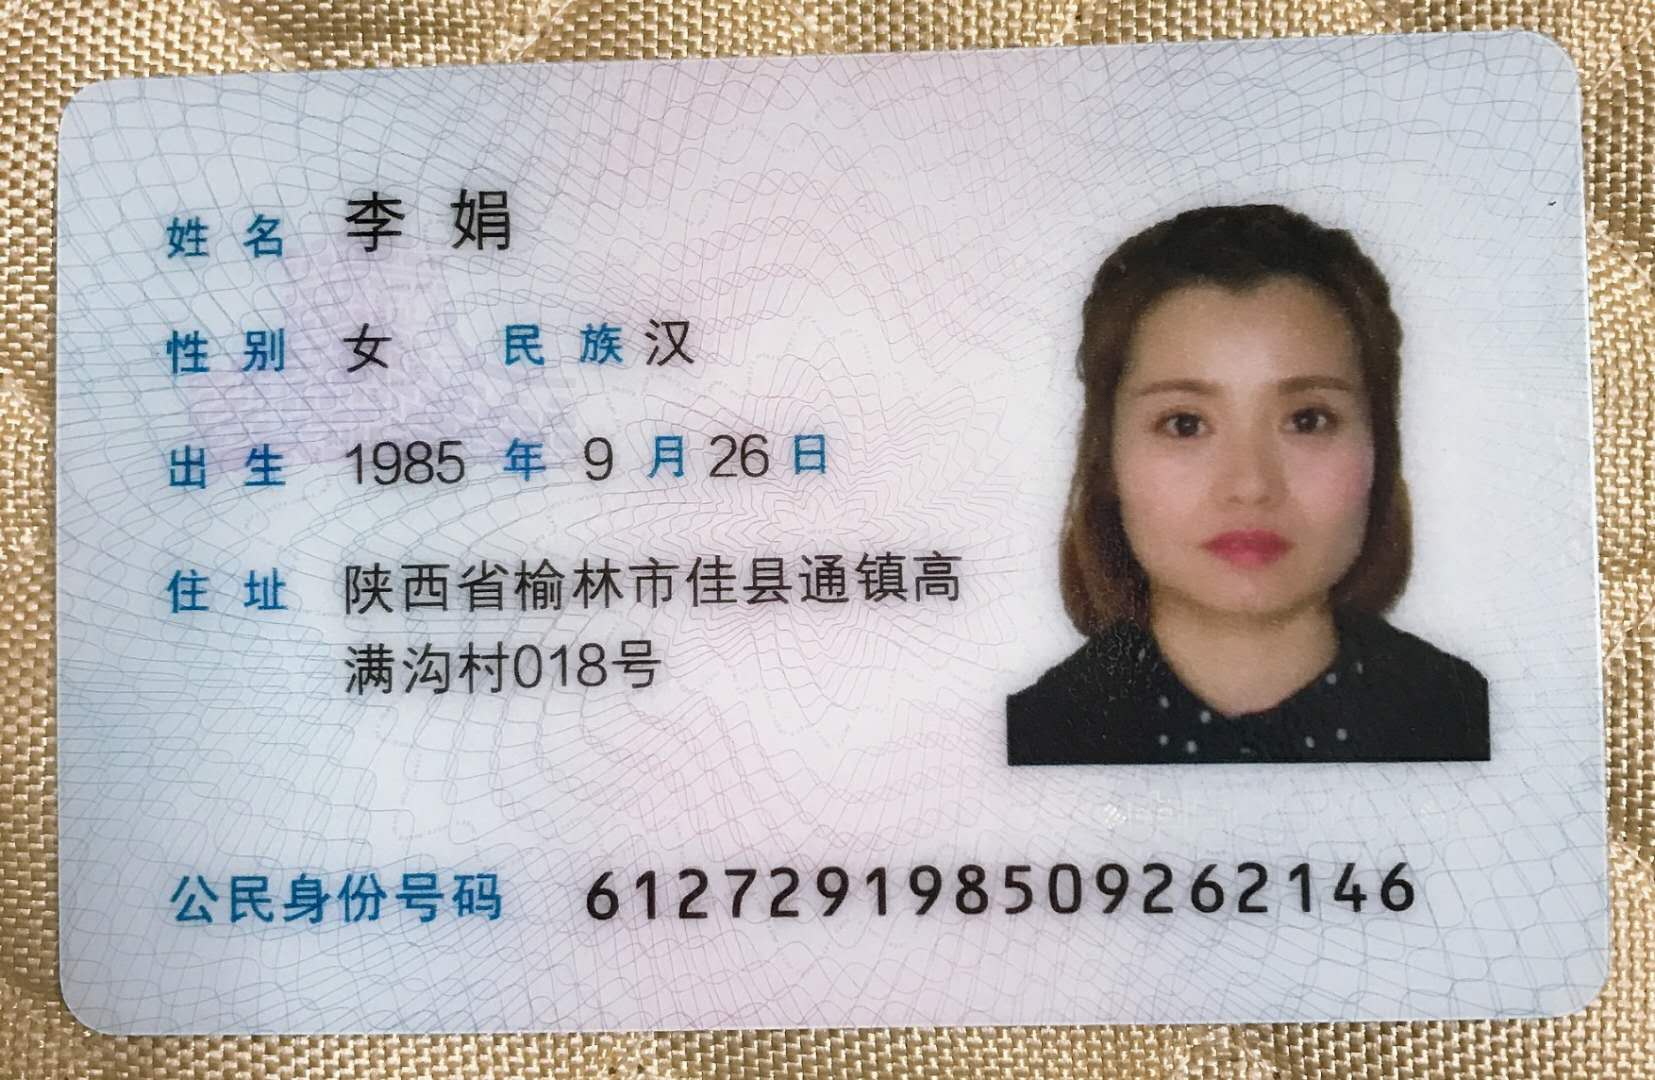 姓名 李娟
性别 女 民族 汉
出生 1985 年 9 月 26 日
住址 陕西省榆林市佳县通镇高
满沟村018号
公民身份号码 612729198509262146